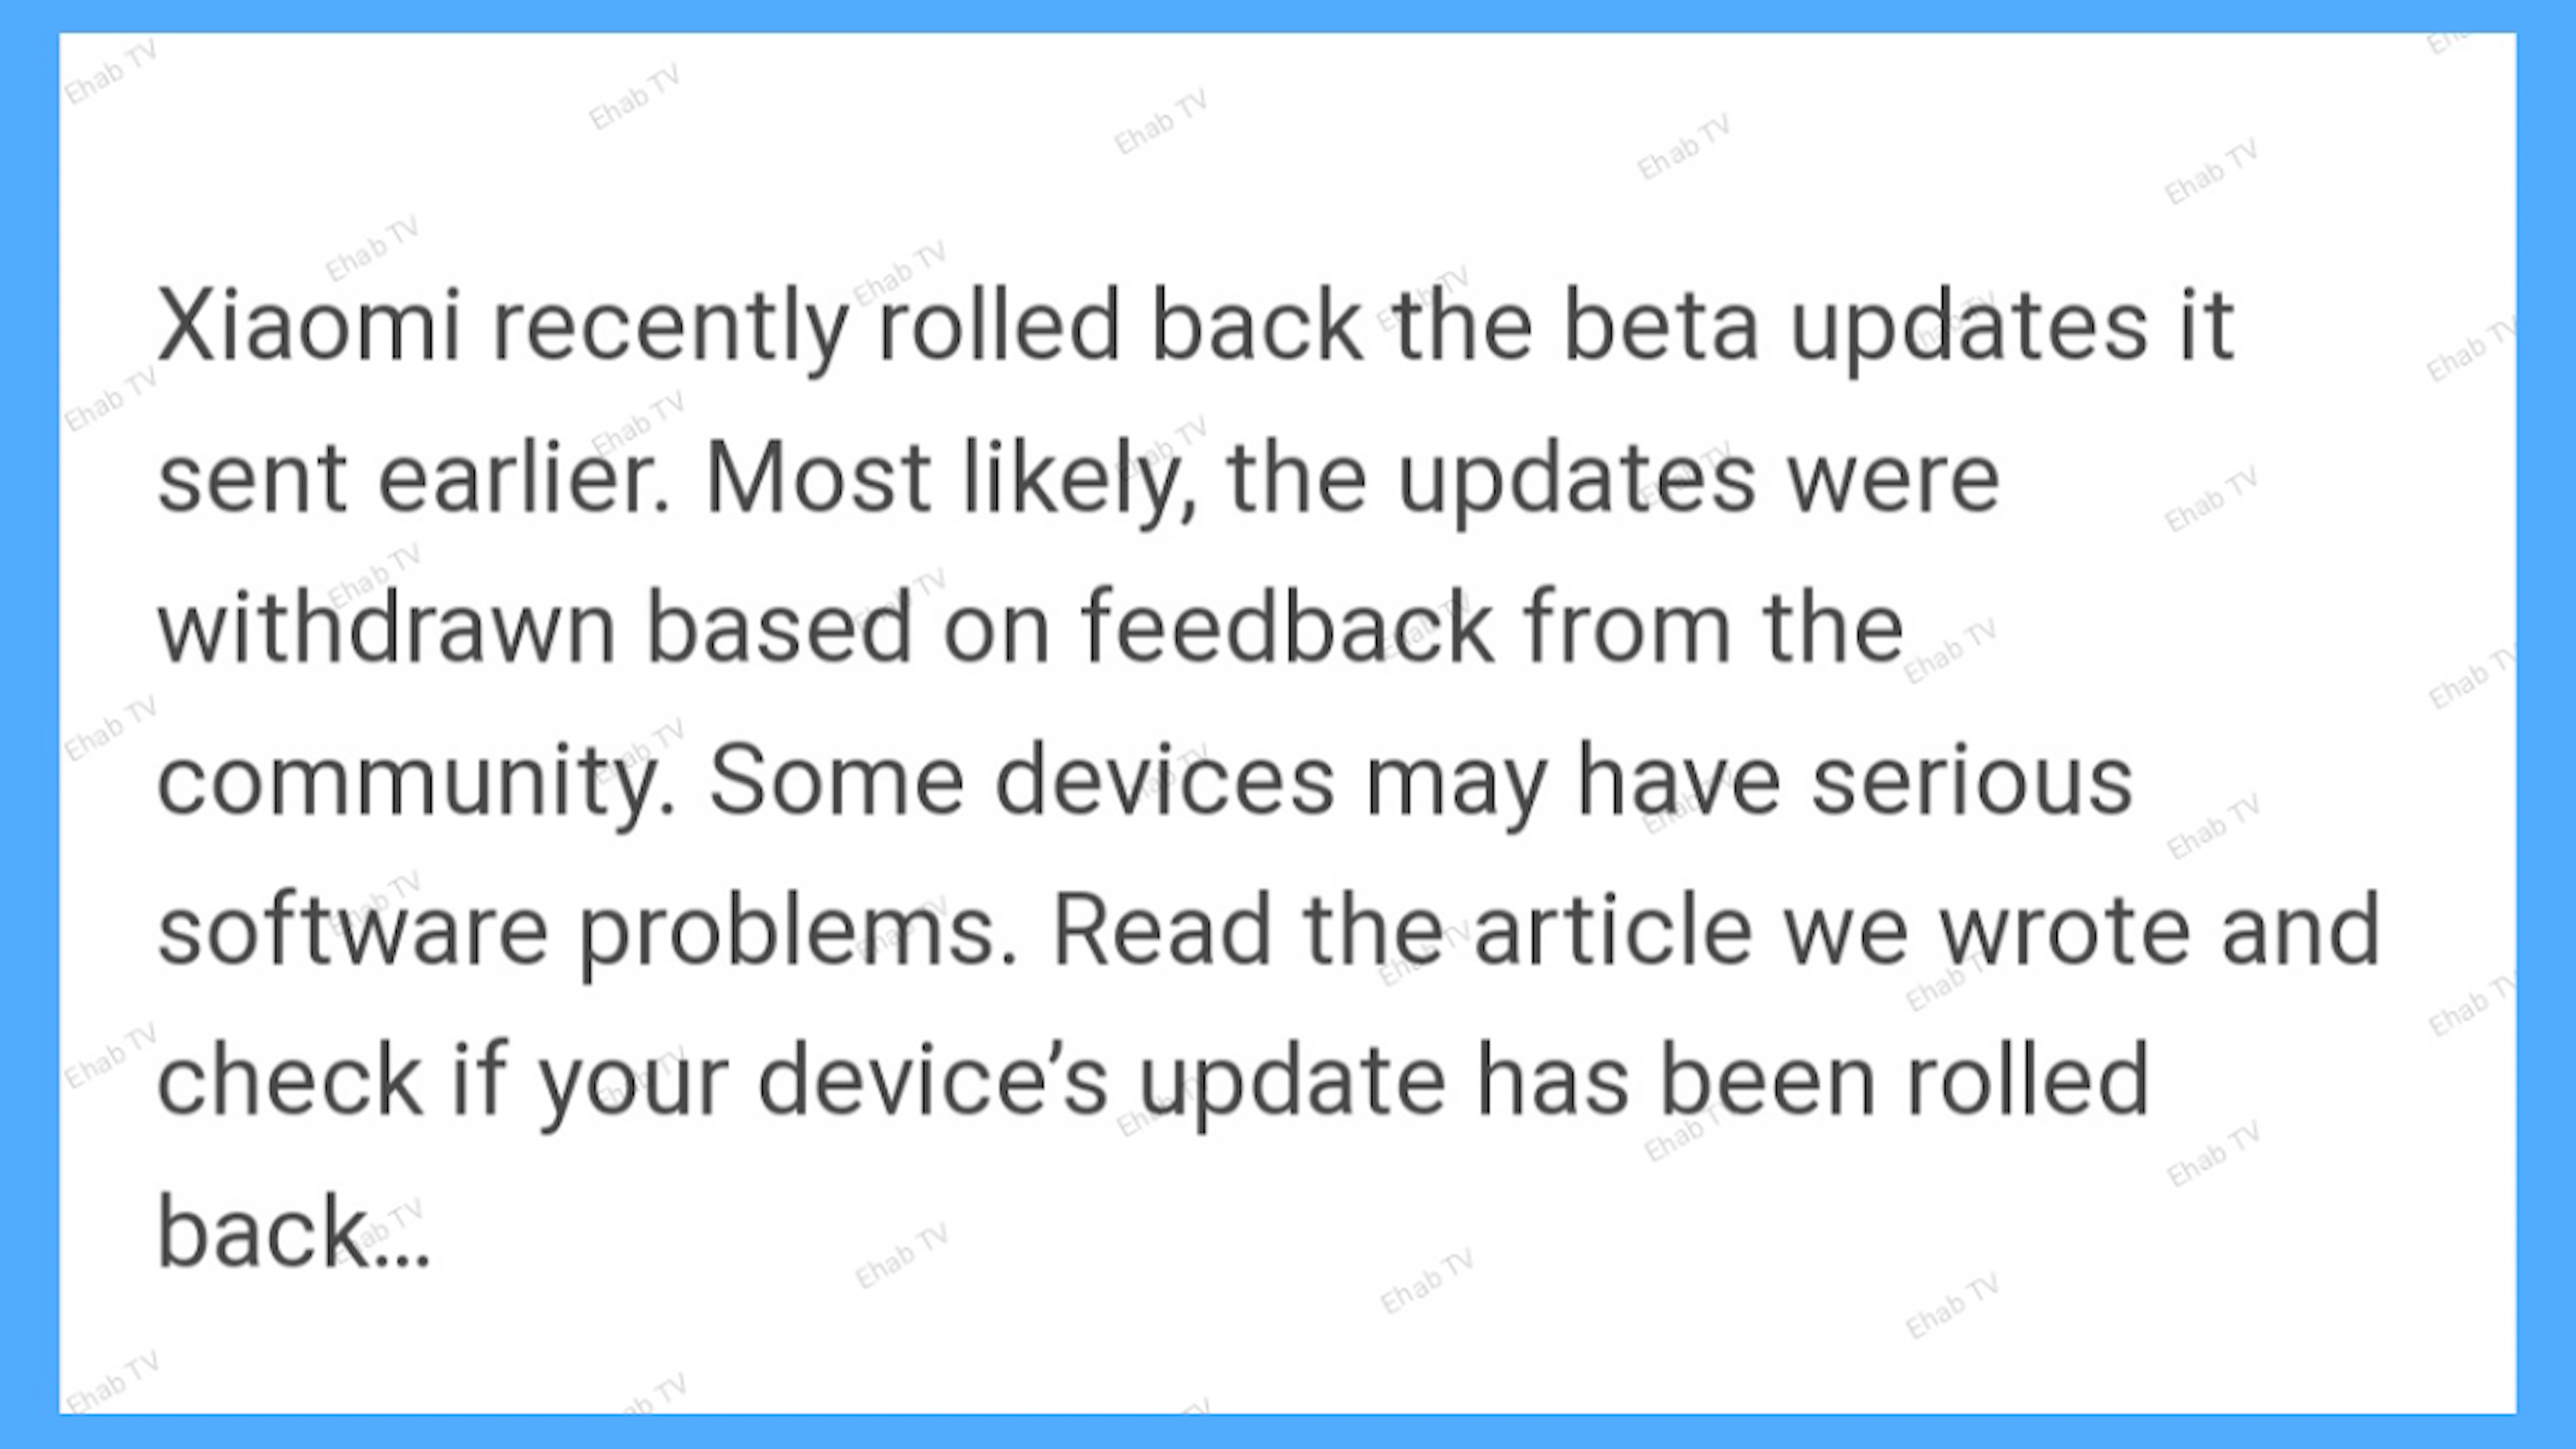 Xiaomi recently rolled back the beta updates it
sent earlier. Most likely, the updates were
withdrawn based on feedback from the
community. Some devices may have serious
software problems. Read the article we wrote and
check if your device’s update has been rolled
back...
Ehab TV